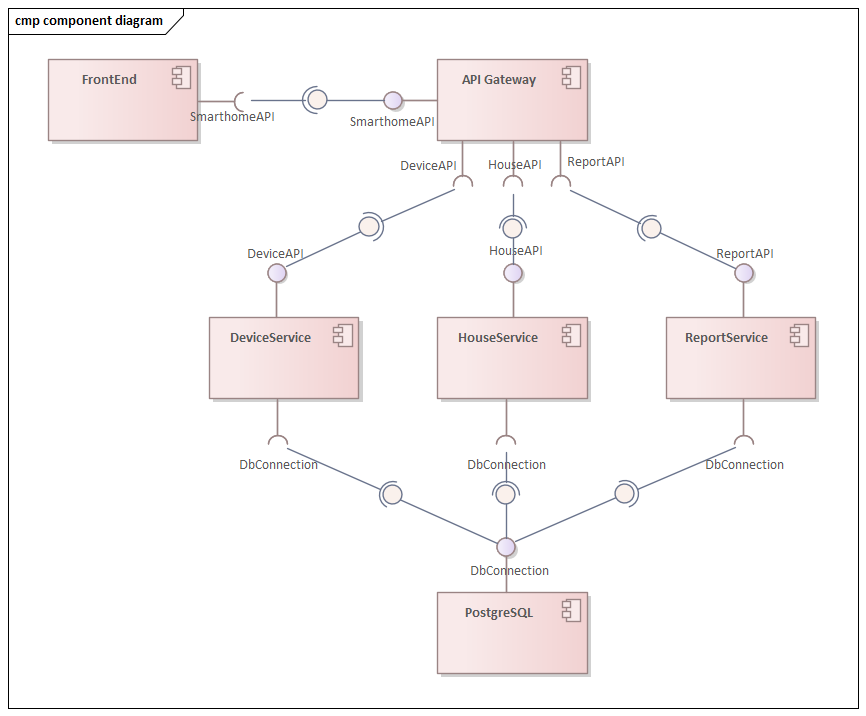 cmp component diagram
FrontEnd
API Gateway
SmarthomeAPI
SmarthomeAPI
DeviceAPI
HouseAPI
ReportAPI
DeviceAPI
HouseAPI
ReportAPI
DeviceService
HouseService
ReportService
DbConnection
DbConnection
DbConnection
DbConnection
PostgreSQL